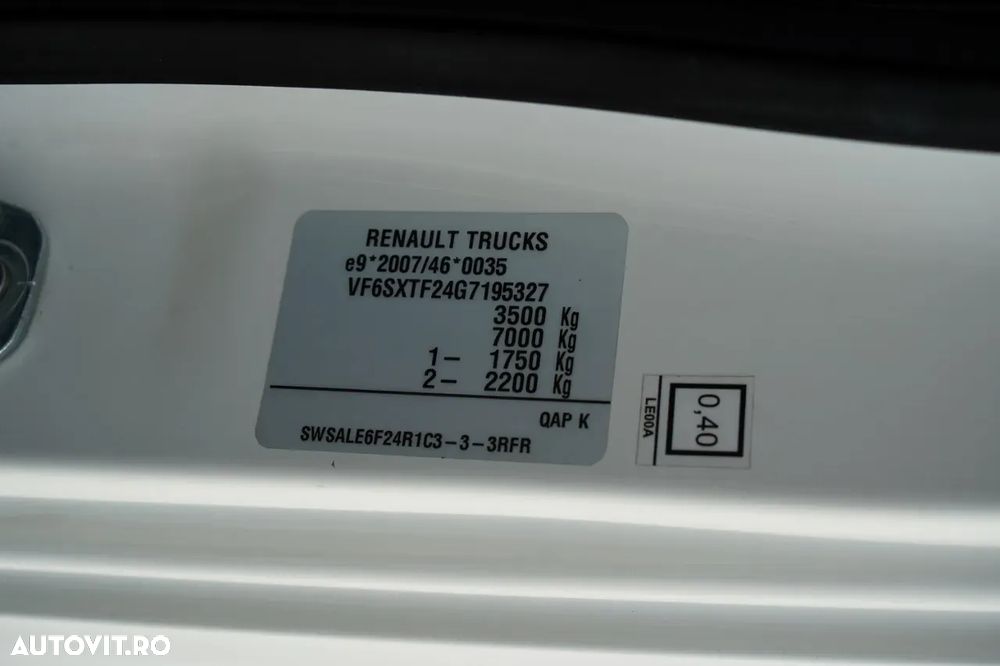 RENAULT TRUCKS
e9*2007/46*0035
VF6SXTF24G7195327
3500 Kg
7000 Kg
1- 1750 Kg
2- 2200 Kg
QAP K
SWSALE6F24R1C3-3-3RFR
LE00A
0,40
AUTOVIT.RO